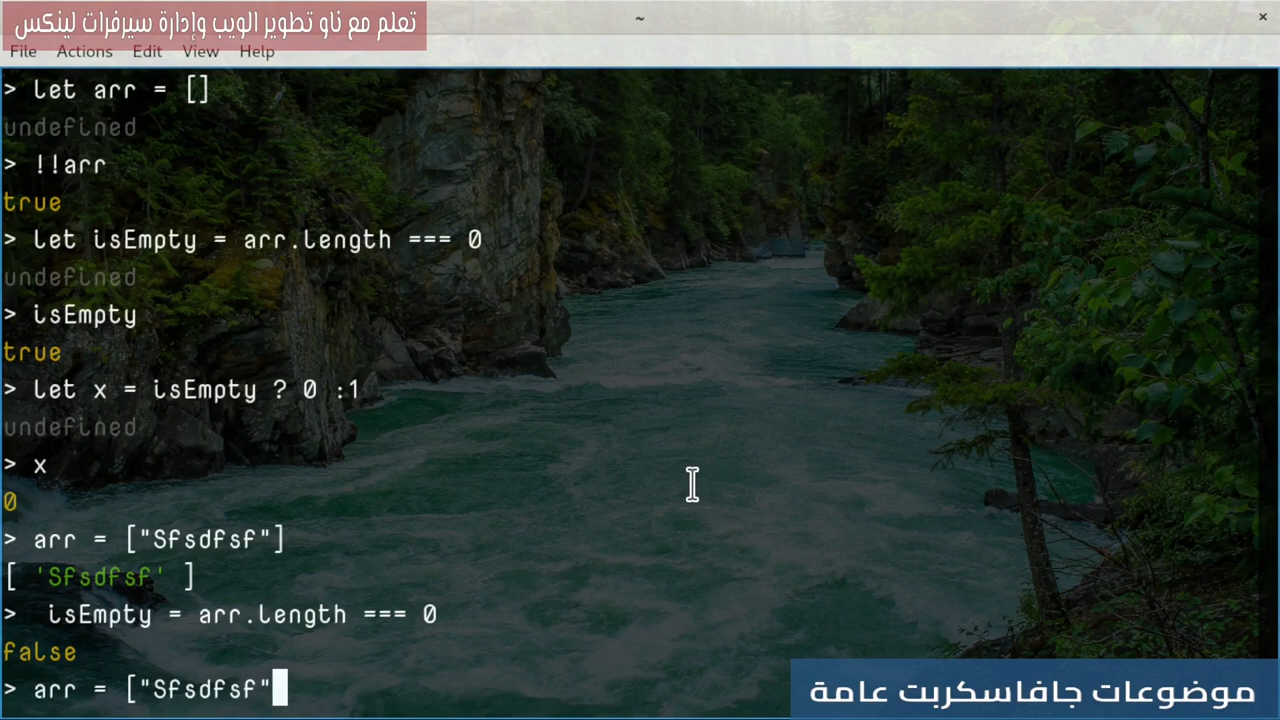 تعلم مع ناو تطوير الويب وإدارة سيرفرات لينكس
~ ×
File Actions Edit View Help
> let arr = []
undefined
> !!arr
true
> let isEmpty = arr.length === 0
undefined
> isEmpty
true
> let x = isEmpty ? 0 :1
undefined
> x
0
> arr = ["Sfsdfsf"]
[ 'Sfsdfsf' ]
>  isEmpty = arr.length === 0
false
> arr = ["Sfsdfsf"
موضوعات جافاسكربت عامة